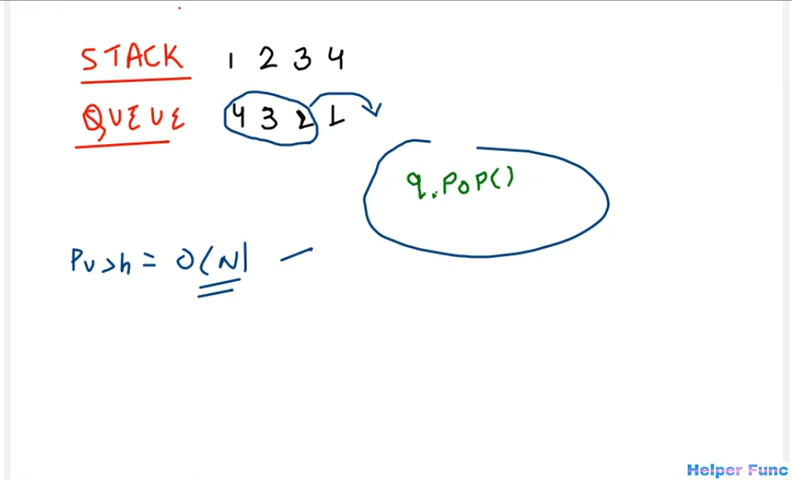 STACK 1 2 3 4
QUEUE 4 3 2 1
q.POP()
Push = O(N)
Helper Func